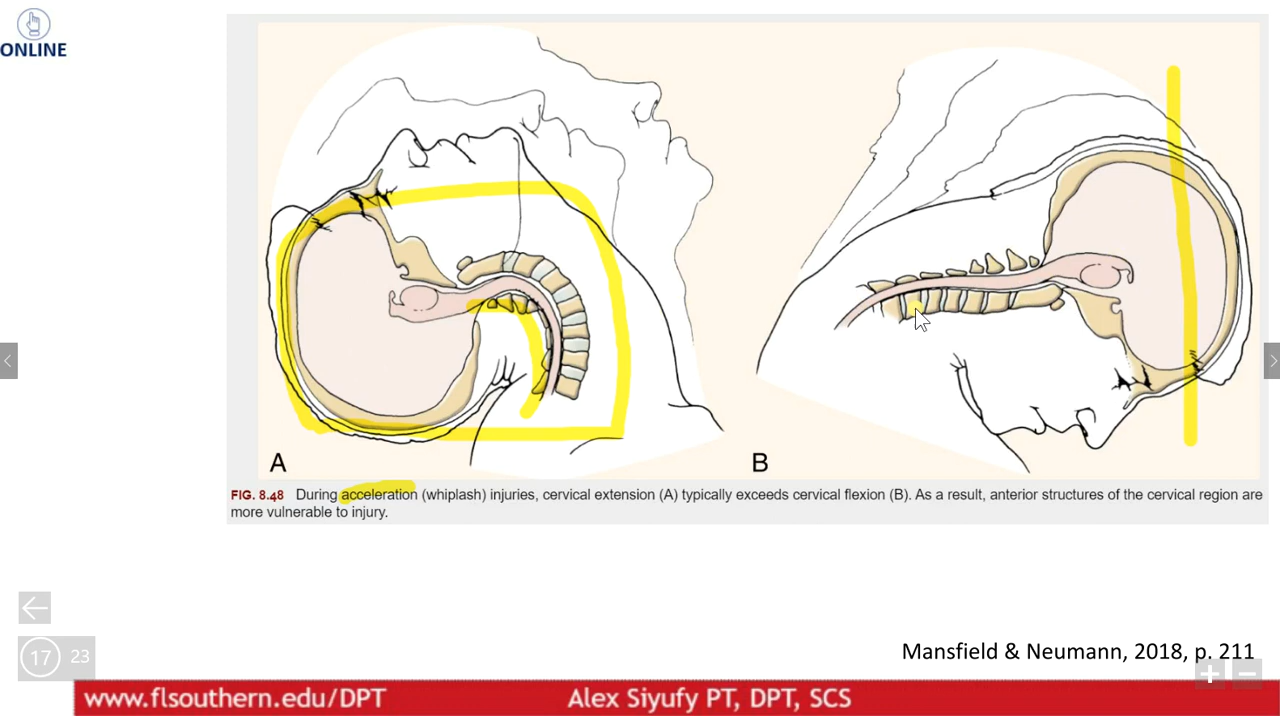 ONLINE
A
B
FIG. 8.48 During acceleration (whiplash) injuries, cervical extension (A) typically exceeds cervical flexion (B). As a result, anterior structures of the cervical region are
more vulnerable to injury.
17 23
Mansfield & Neumann, 2018, p. 211
www.flsouthern.edu/DPT Alex Siyufy PT, DPT, SCS